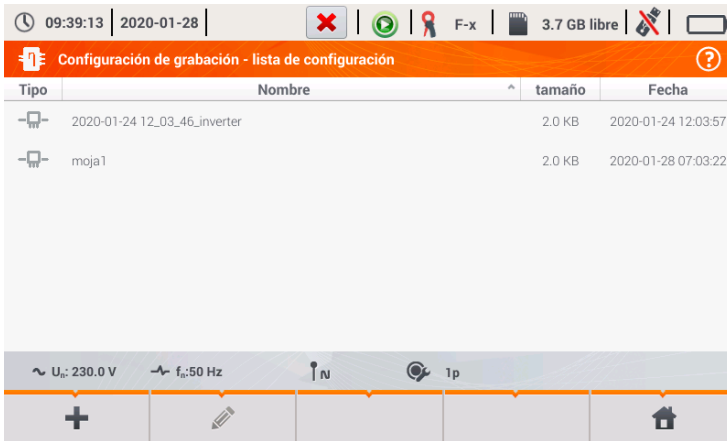 09:39:13 2020-01-28 F-x 3.7 GB libre
Configuración de grabación - lista de configuración ?
Tipo Nombre tamaño Fecha
2020-01-24 12_03_46_inverter 2.0 KB 2020-01-24 12:03:57
moja1 2.0 KB 2020-01-28 07:03:22
Uₙ: 230.0 V fₙ:50 Hz N 1p